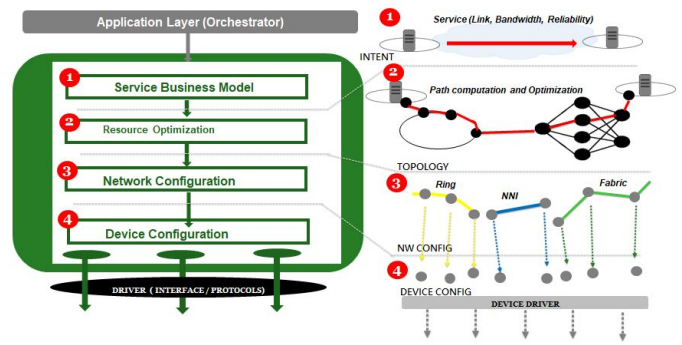 Application Layer (Orchestrator)
1
Service Business Model
2
Resource Optimization
3
Network Configuration
4
Device Configuration
DRIVER ( INTERFACE / PROTOCOLS)
1
Service (Link, Bandwidth, Reliability)
INTENT
2
Path computation and Optimization
TOPOLOGY
3
Ring
NNI
Fabric
NW CONFIG
4
DEVICE CONFIG
DEVICE DRIVER